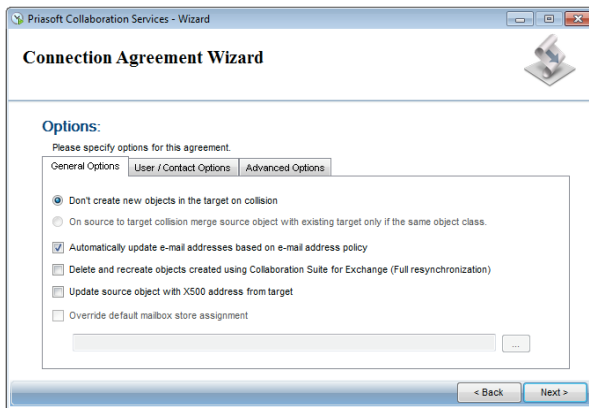 Priasoft Collaboration Services - Wizard
Connection Agreement Wizard
Options:
Please specify options for this agreement.
General Options User / Contact Options Advanced Options
Don't create new objects in the target on collision
On source to target collision merge source object with existing target only if the same object class.
Automatically update e-mail addresses based on e-mail address policy
Delete and recreate objects created using Collaboration Suite for Exchange (Full resynchronization)
Update source object with X500 address from target
Override default mailbox store assignment
...
< Back Next >